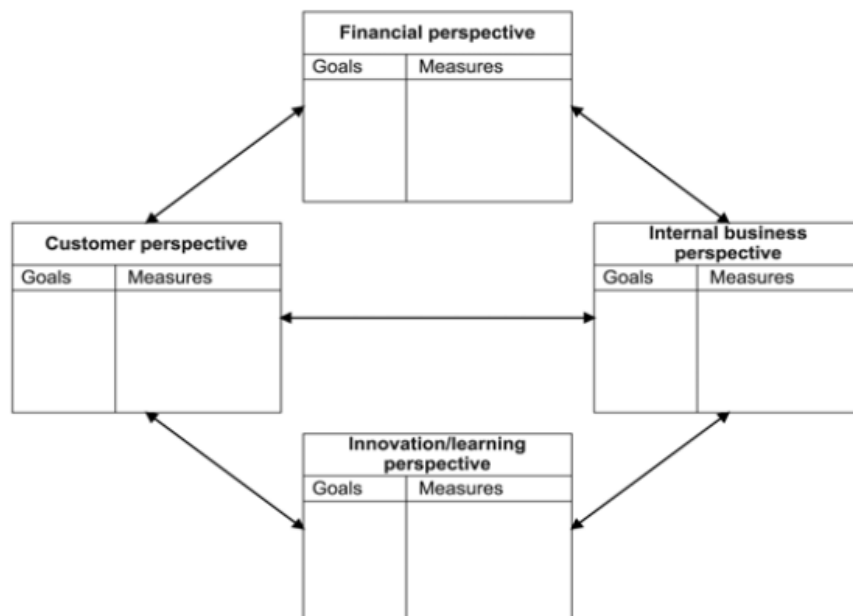 Financial perspective
Goals Measures
Customer perspective
Goals Measures
Internal business
perspective
Goals Measures
Innovation/learning
perspective
Goals Measures